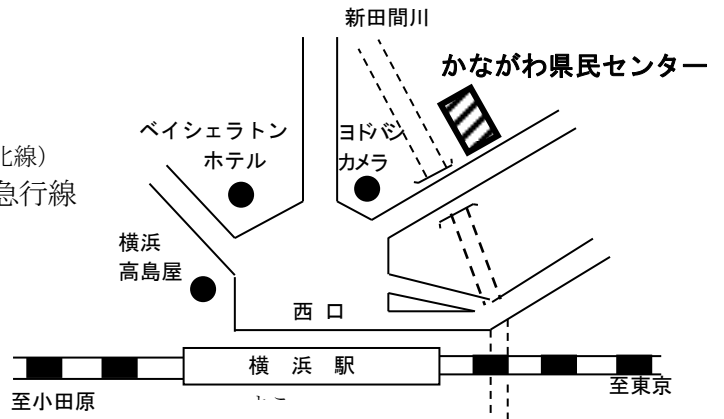 新田間川
かながわ県民センター
ベイシェラトン
ホテル
ヨドバシ
カメラ
北線）
急行線
横浜
高島屋
西口
横浜駅
至小田原
至東京